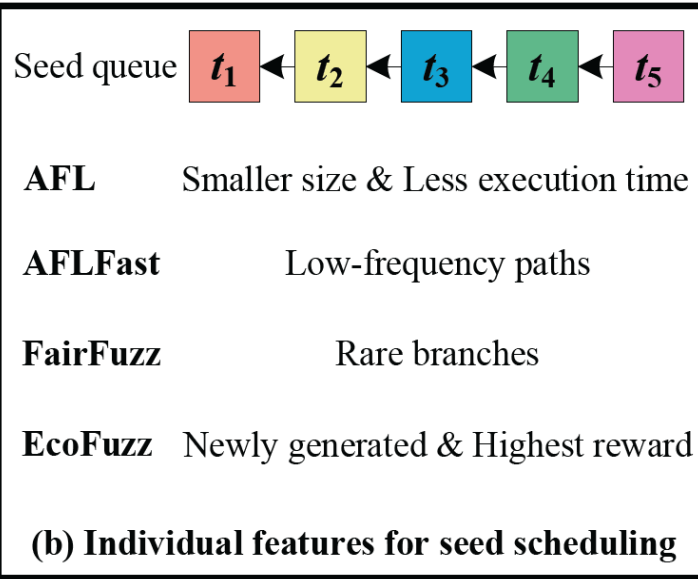 Seed queue t1 t2 t3 t4 t5
AFL Smaller size & Less execution time
AFLFast Low-frequency paths
FairFuzz Rare branches
EcoFuzz Newly generated & Highest reward
(b) Individual features for seed scheduling